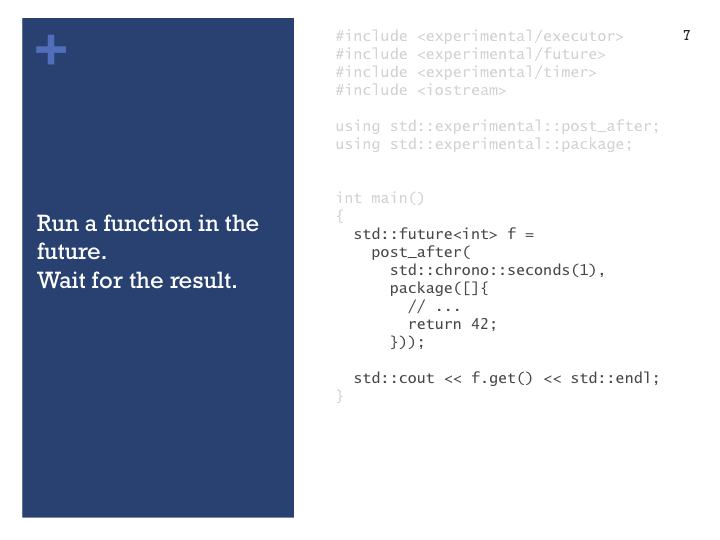 +
Run a function in the
future.
Wait for the result.
7
#include <experimental/executor>
#include <experimental/future>
#include <experimental/timer>
#include <iostream>

using std::experimental::post_after;
using std::experimental::package;


int main()
{
  std::future<int> f =
    post_after(
      std::chrono::seconds(1),
      package([]{
        // ...
        return 42;
      }));

  std::cout << f.get() << std::endl;
}